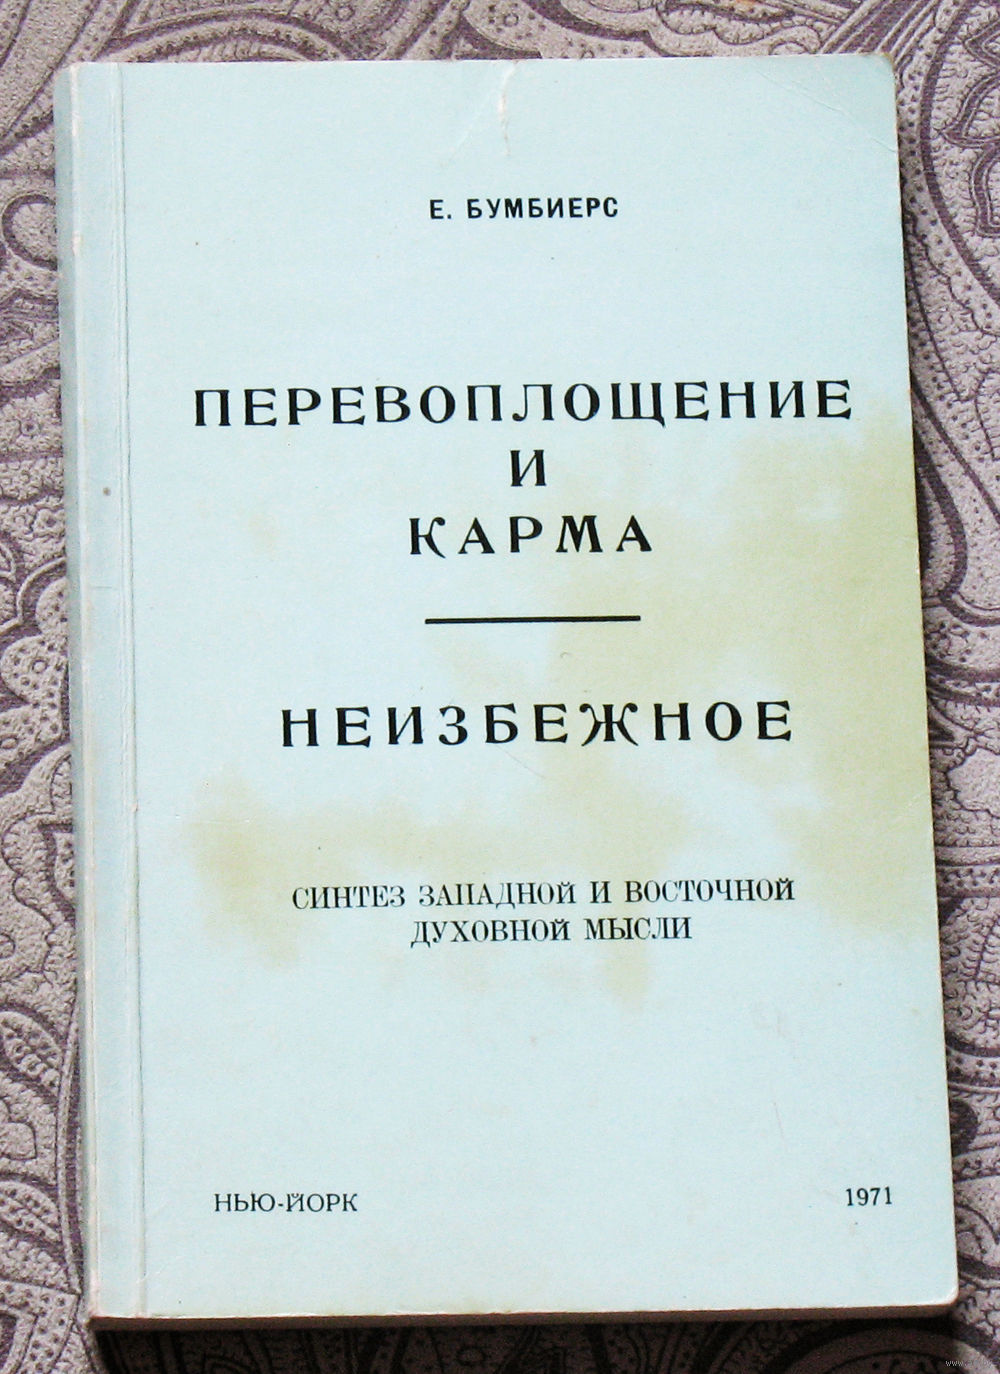 Е. БУМБИЕРС
ПЕРЕВОПЛОЩЕНИЕ
И
КАРМА
НЕИЗБЕЖНОЕ
СИНТЕЗ ЗАПАДНОЙ И ВОСТОЧНОЙ
ДУХОВНОЙ МЫСЛИ
НЬЮ-ЙОРК 1971